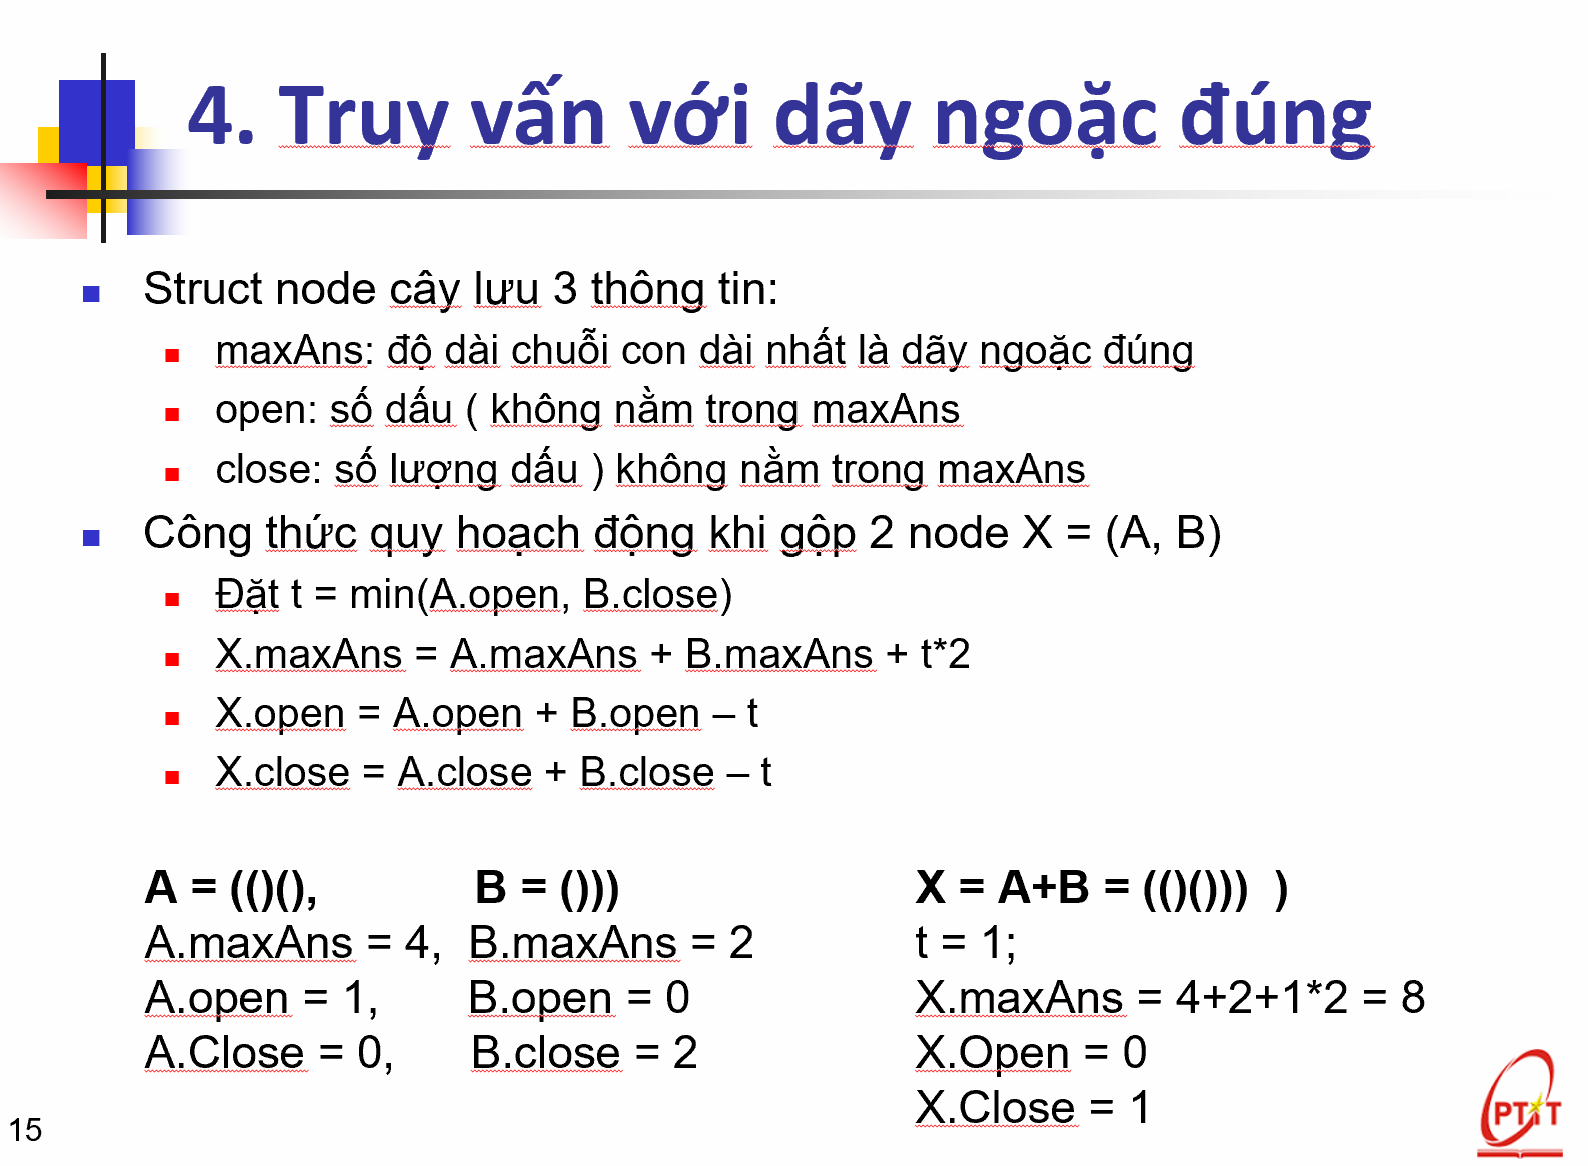 4. Truy vấn với dãy ngoặc đúng
Struct node cây lưu 3 thông tin:
maxAns: độ dài chuỗi con dài nhất là dãy ngoặc đúng
open: số dấu ( không nằm trong maxAns
close: số lượng dấu ) không nằm trong maxAns
Công thức quy hoạch động khi gộp 2 node X = (A, B)
Đặt t = min(A.open, B.close)
X.maxAns = A.maxAns + B.maxAns + t*2
X.open = A.open + B.open – t
X.close = A.close + B.close – t
A = (()(), B = ()))
A.maxAns = 4, B.maxAns = 2
A.open = 1, B.open = 0
A.Close = 0, B.close = 2
X = A+B = (()())) )
t = 1;
X.maxAns = 4+2+1*2 = 8
X.Open = 0
X.Close = 1
15
PTIT